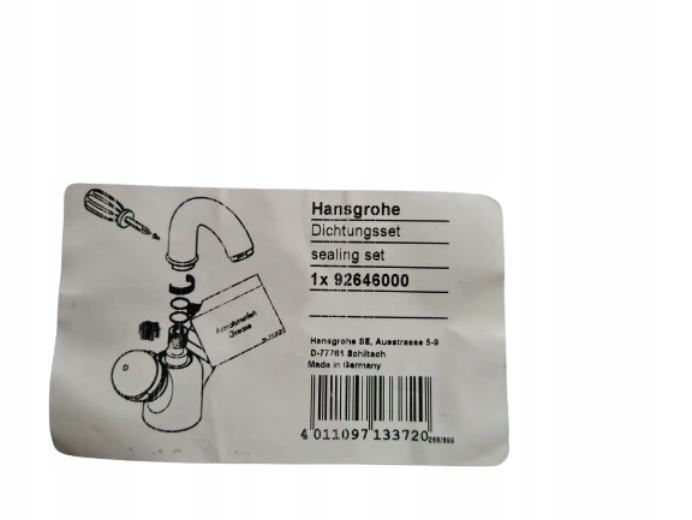 Hansgrohe
Dichtungsset
sealing set
1x 92646000
Hansgrohe SE, Auestrasse 5-9
D-77761 Schiltach
Made in Germany
4 011097 133720